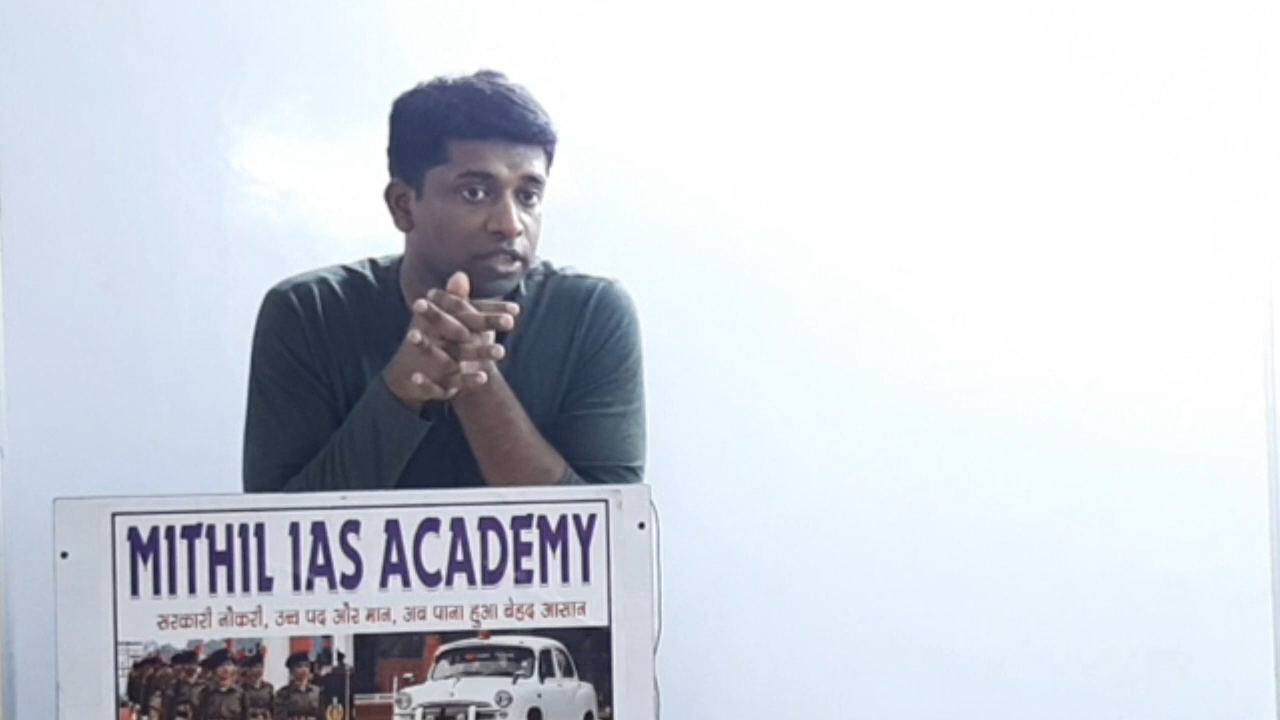 MITHIL IAS ACADEMY
सरकारी नौकरी, उच्च पद और मान, अब पाना हुआ बेहद आसान